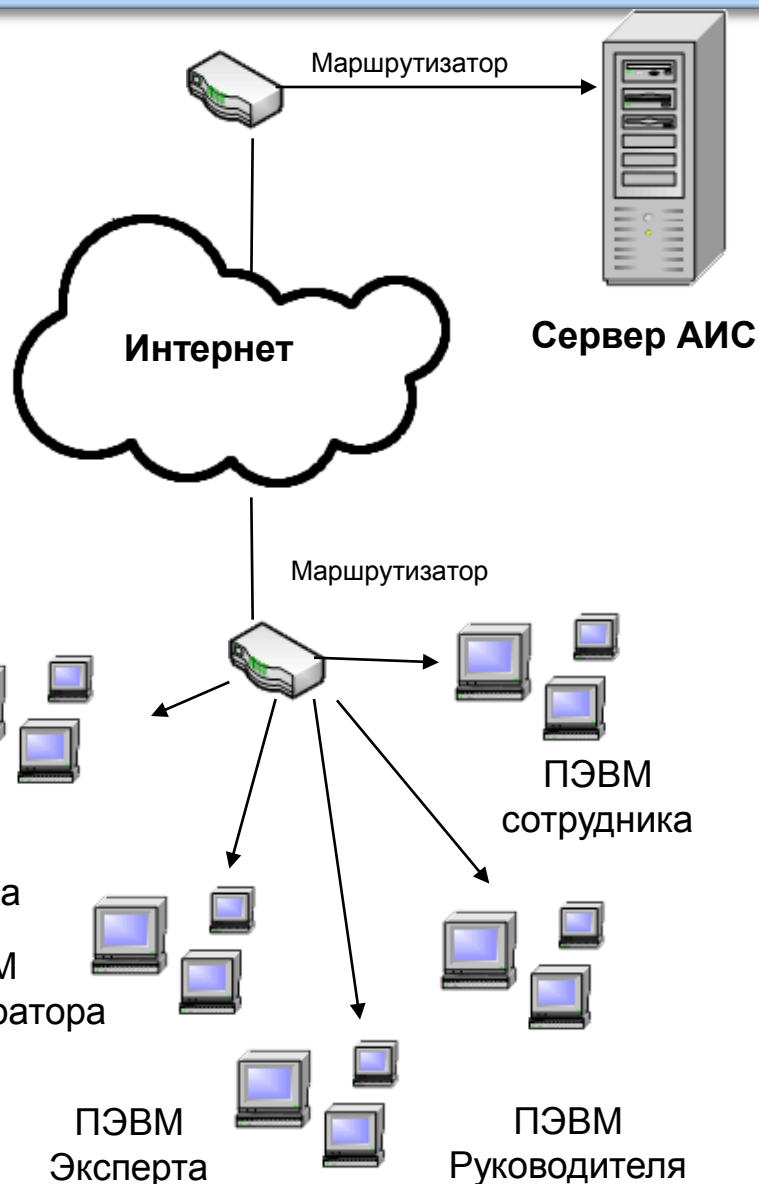 Маршрутизатор
Сервер АИС
Интернет
Маршрутизатор
ПЭВМ
сотрудника
ПЭВМ
Эксперта
ПЭВМ
Руководителя